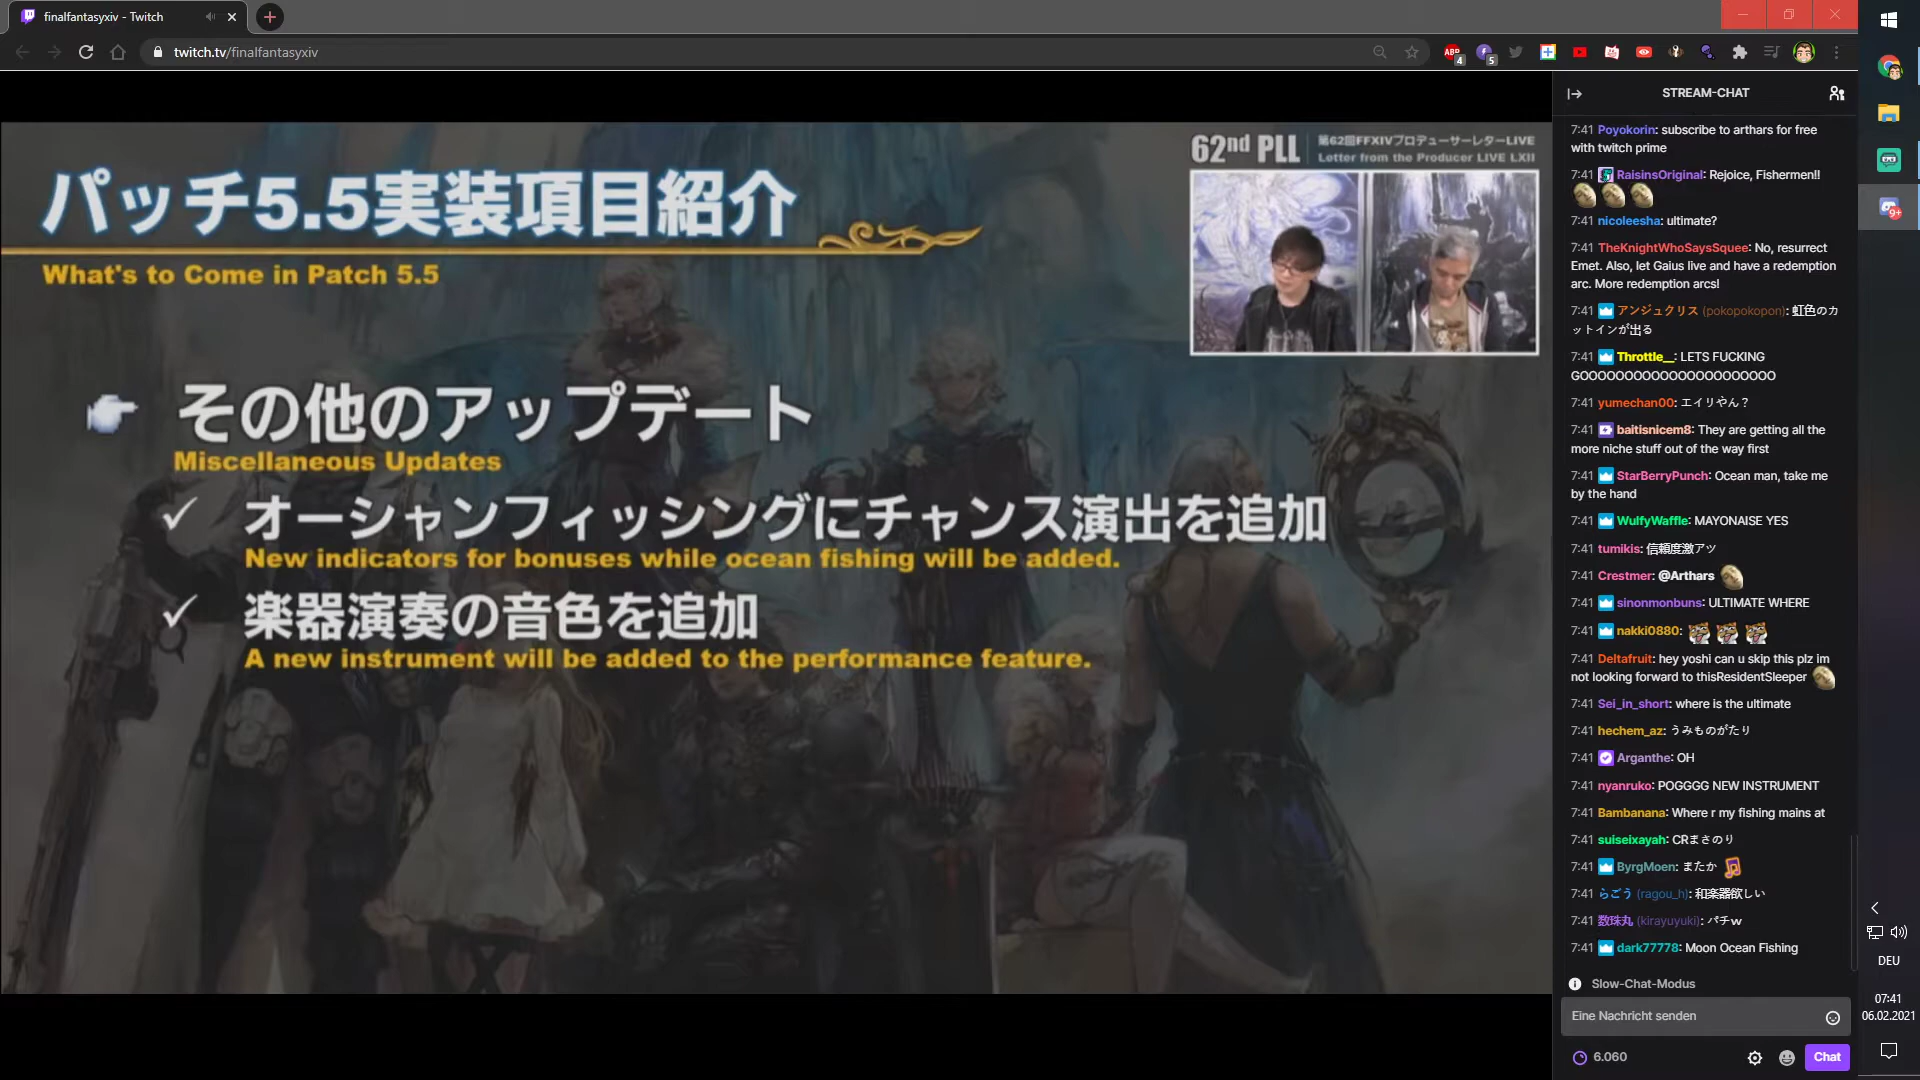 finalfantasyxiv - Twitch
twitch.tv/finalfantasyxiv
ABP
4
5
62nd PLL
第62回FFXIVプロデューサーレターLIVE
Letter from the Producer LIVE LXII
パッチ5.5実装項目紹介
What's to Come in Patch 5.5
その他のアップデート
Miscellaneous Updates
オーシャンフィッシングにチャンス演出を追加
New indicators for bonuses while ocean fishing will be added.
楽器演奏の音色を追加
A new instrument will be added to the performance feature.
STREAM-CHAT
7:41 Poyokorin: subscribe to arthars for free
with twitch prime
7:41 RaisinsOriginal: Rejoice, Fishermen!!
7:41 nicoleesha: ultimate?
7:41 TheKnightWhoSaysSquee: No, resurrect
Emet. Also, let Gaius live and have a redemption
arc. More redemption arcs!
7:41 アンジュクリス (pokopokopon): 虹色のカ
ットインが出る
7:41 Throttle__: LETS FUCKING
GOOOOOOOOOOOOOOOOOOOOOOO
7:41 yumechan00: エイリやん？
7:41 baitisnicem8: They are getting all the
more niche stuff out of the way first
7:41 StarBerryPunch: Ocean man, take me
by the hand
7:41 WulfyWaffle: MAYONAISE YES
7:41 tumikis: 信頼度激アツ
7:41 Crestmer: @Arthars
7:41 sinonmonbuns: ULTIMATE WHERE
7:41 nakki0880:
7:41 Deltafruit: hey yoshi can u skip this plz im
not looking forward to thisResidentSleeper
7:41 Sei_in_short: where is the ultimate
7:41 hechem_az: うみものがたり
7:41 Arganthe: OH
7:41 nyanruko: POGGGG NEW INSTRUMENT
7:41 Bambanana: Where r my fishing mains at
7:41 suiseixayah: CRまさのり
7:41 ByrgMoen: またか
7:41 らごう (ragou_h): 和楽器欲しい
7:41 数珠丸 (kirayuyuki): パチw
7:41 dark77778: Moon Ocean Fishing
Slow-Chat-Modus
Eine Nachricht senden
6.060
Chat
9+
DEU
07:41
06.02.2021